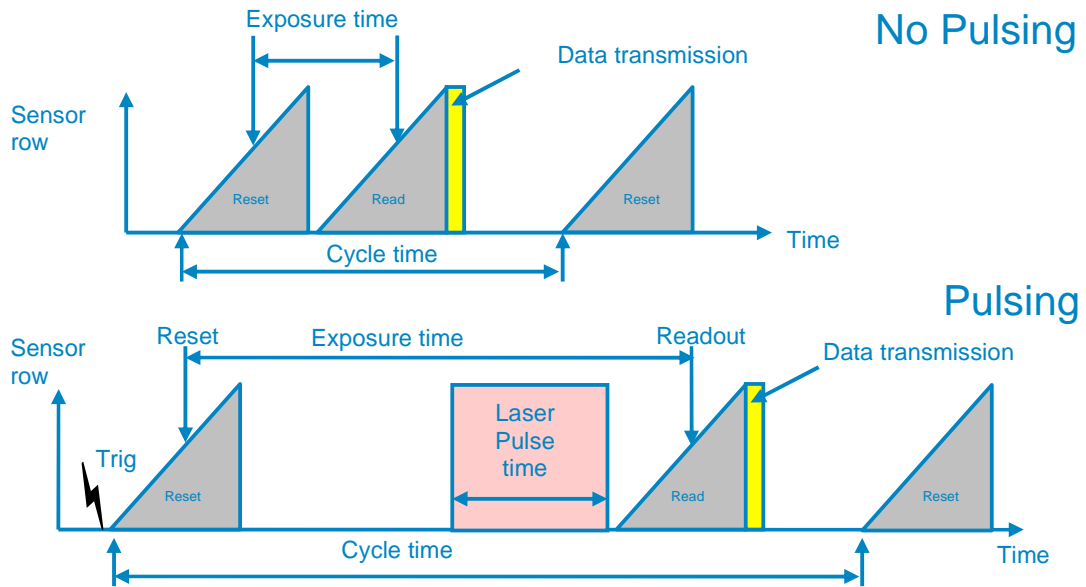 No Pulsing
Exposure time
Data transmission
Sensor
row
Reset
Read
Reset
Time
Cycle time
Pulsing
Reset
Exposure time
Readout
Sensor
row
Data transmission
Laser
Pulse
time
Trig
Reset
Read
Reset
Cycle time
Time